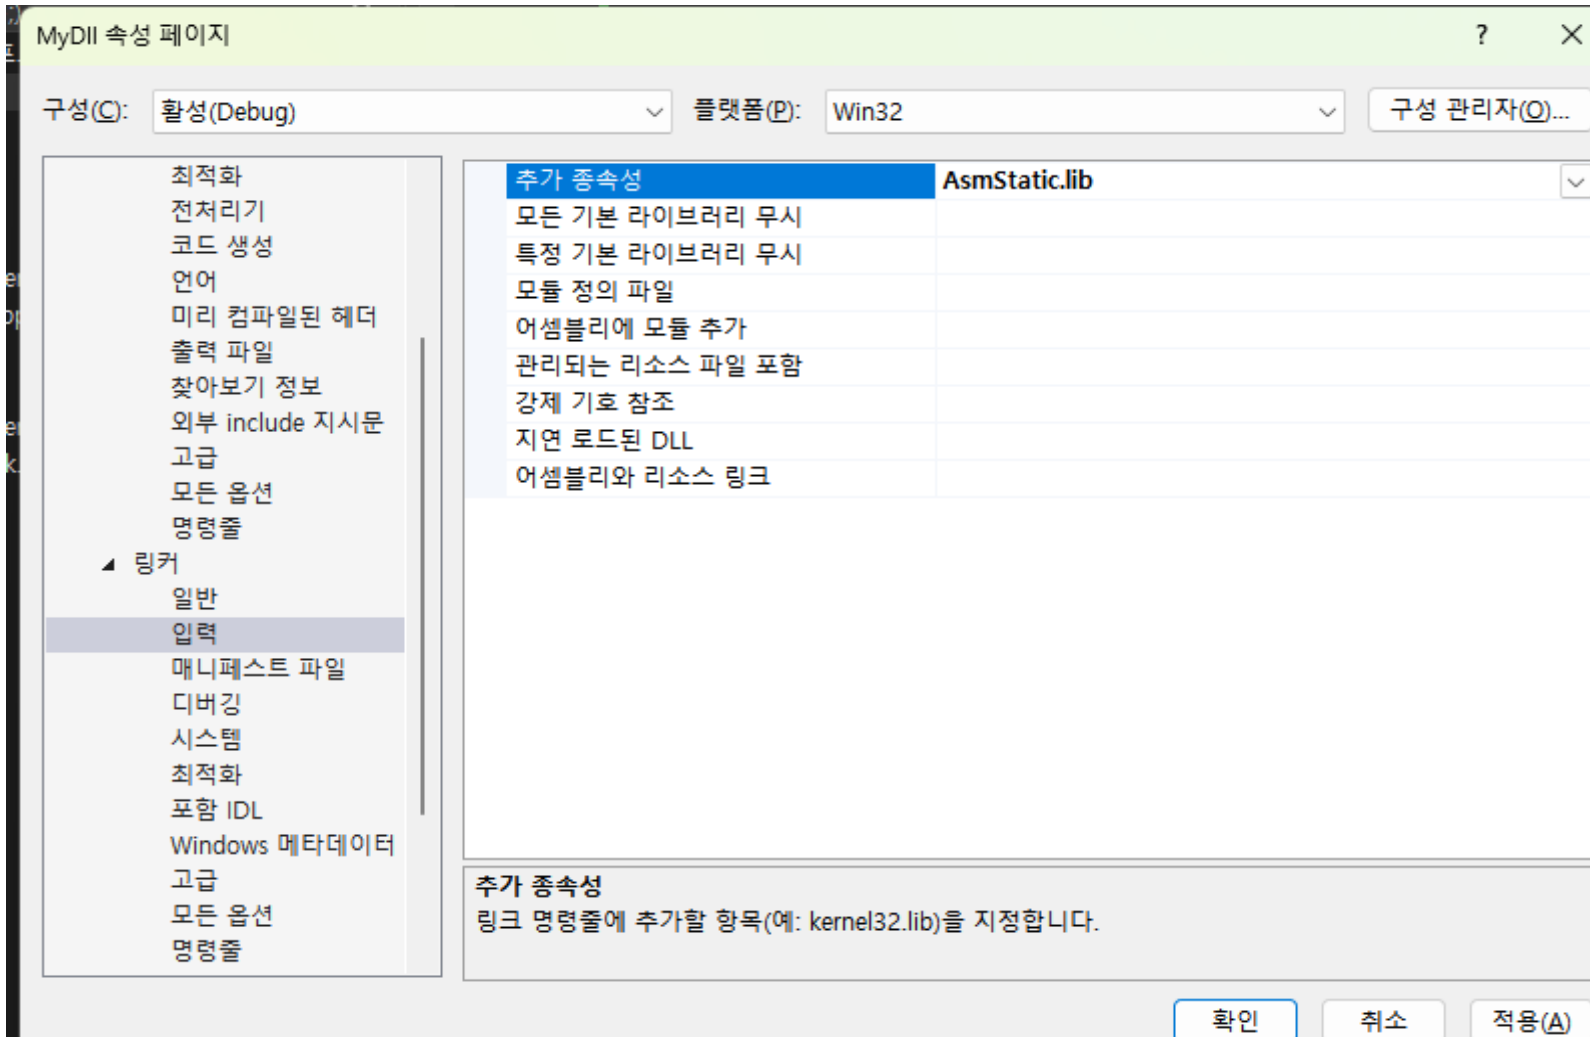 MyDll 속성 페이지
?
구성(C): 활성(Debug) 플랫폼(P): Win32 구성 관리자(O)...
최적화
전처리기
코드 생성
언어
미리 컴파일된 헤더
출력 파일
찾아보기 정보
외부 include 지시문
고급
모든 옵션
명령줄
링커
일반
입력
매니페스트 파일
디버깅
시스템
최적화
포함 IDL
Windows 메타데이터
고급
모든 옵션
명령줄
추가 종속성 AsmStatic.lib
모든 기본 라이브러리 무시
특정 기본 라이브러리 무시
모듈 정의 파일
어셈블리에 모듈 추가
관리되는 리소스 파일 포함
강제 기호 참조
지연 로드된 DLL
어셈블리와 리소스 링크
추가 종속성
링크 명령줄에 추가할 항목(예: kernel32.lib)을 지정합니다.
확인 취소 적용(A)